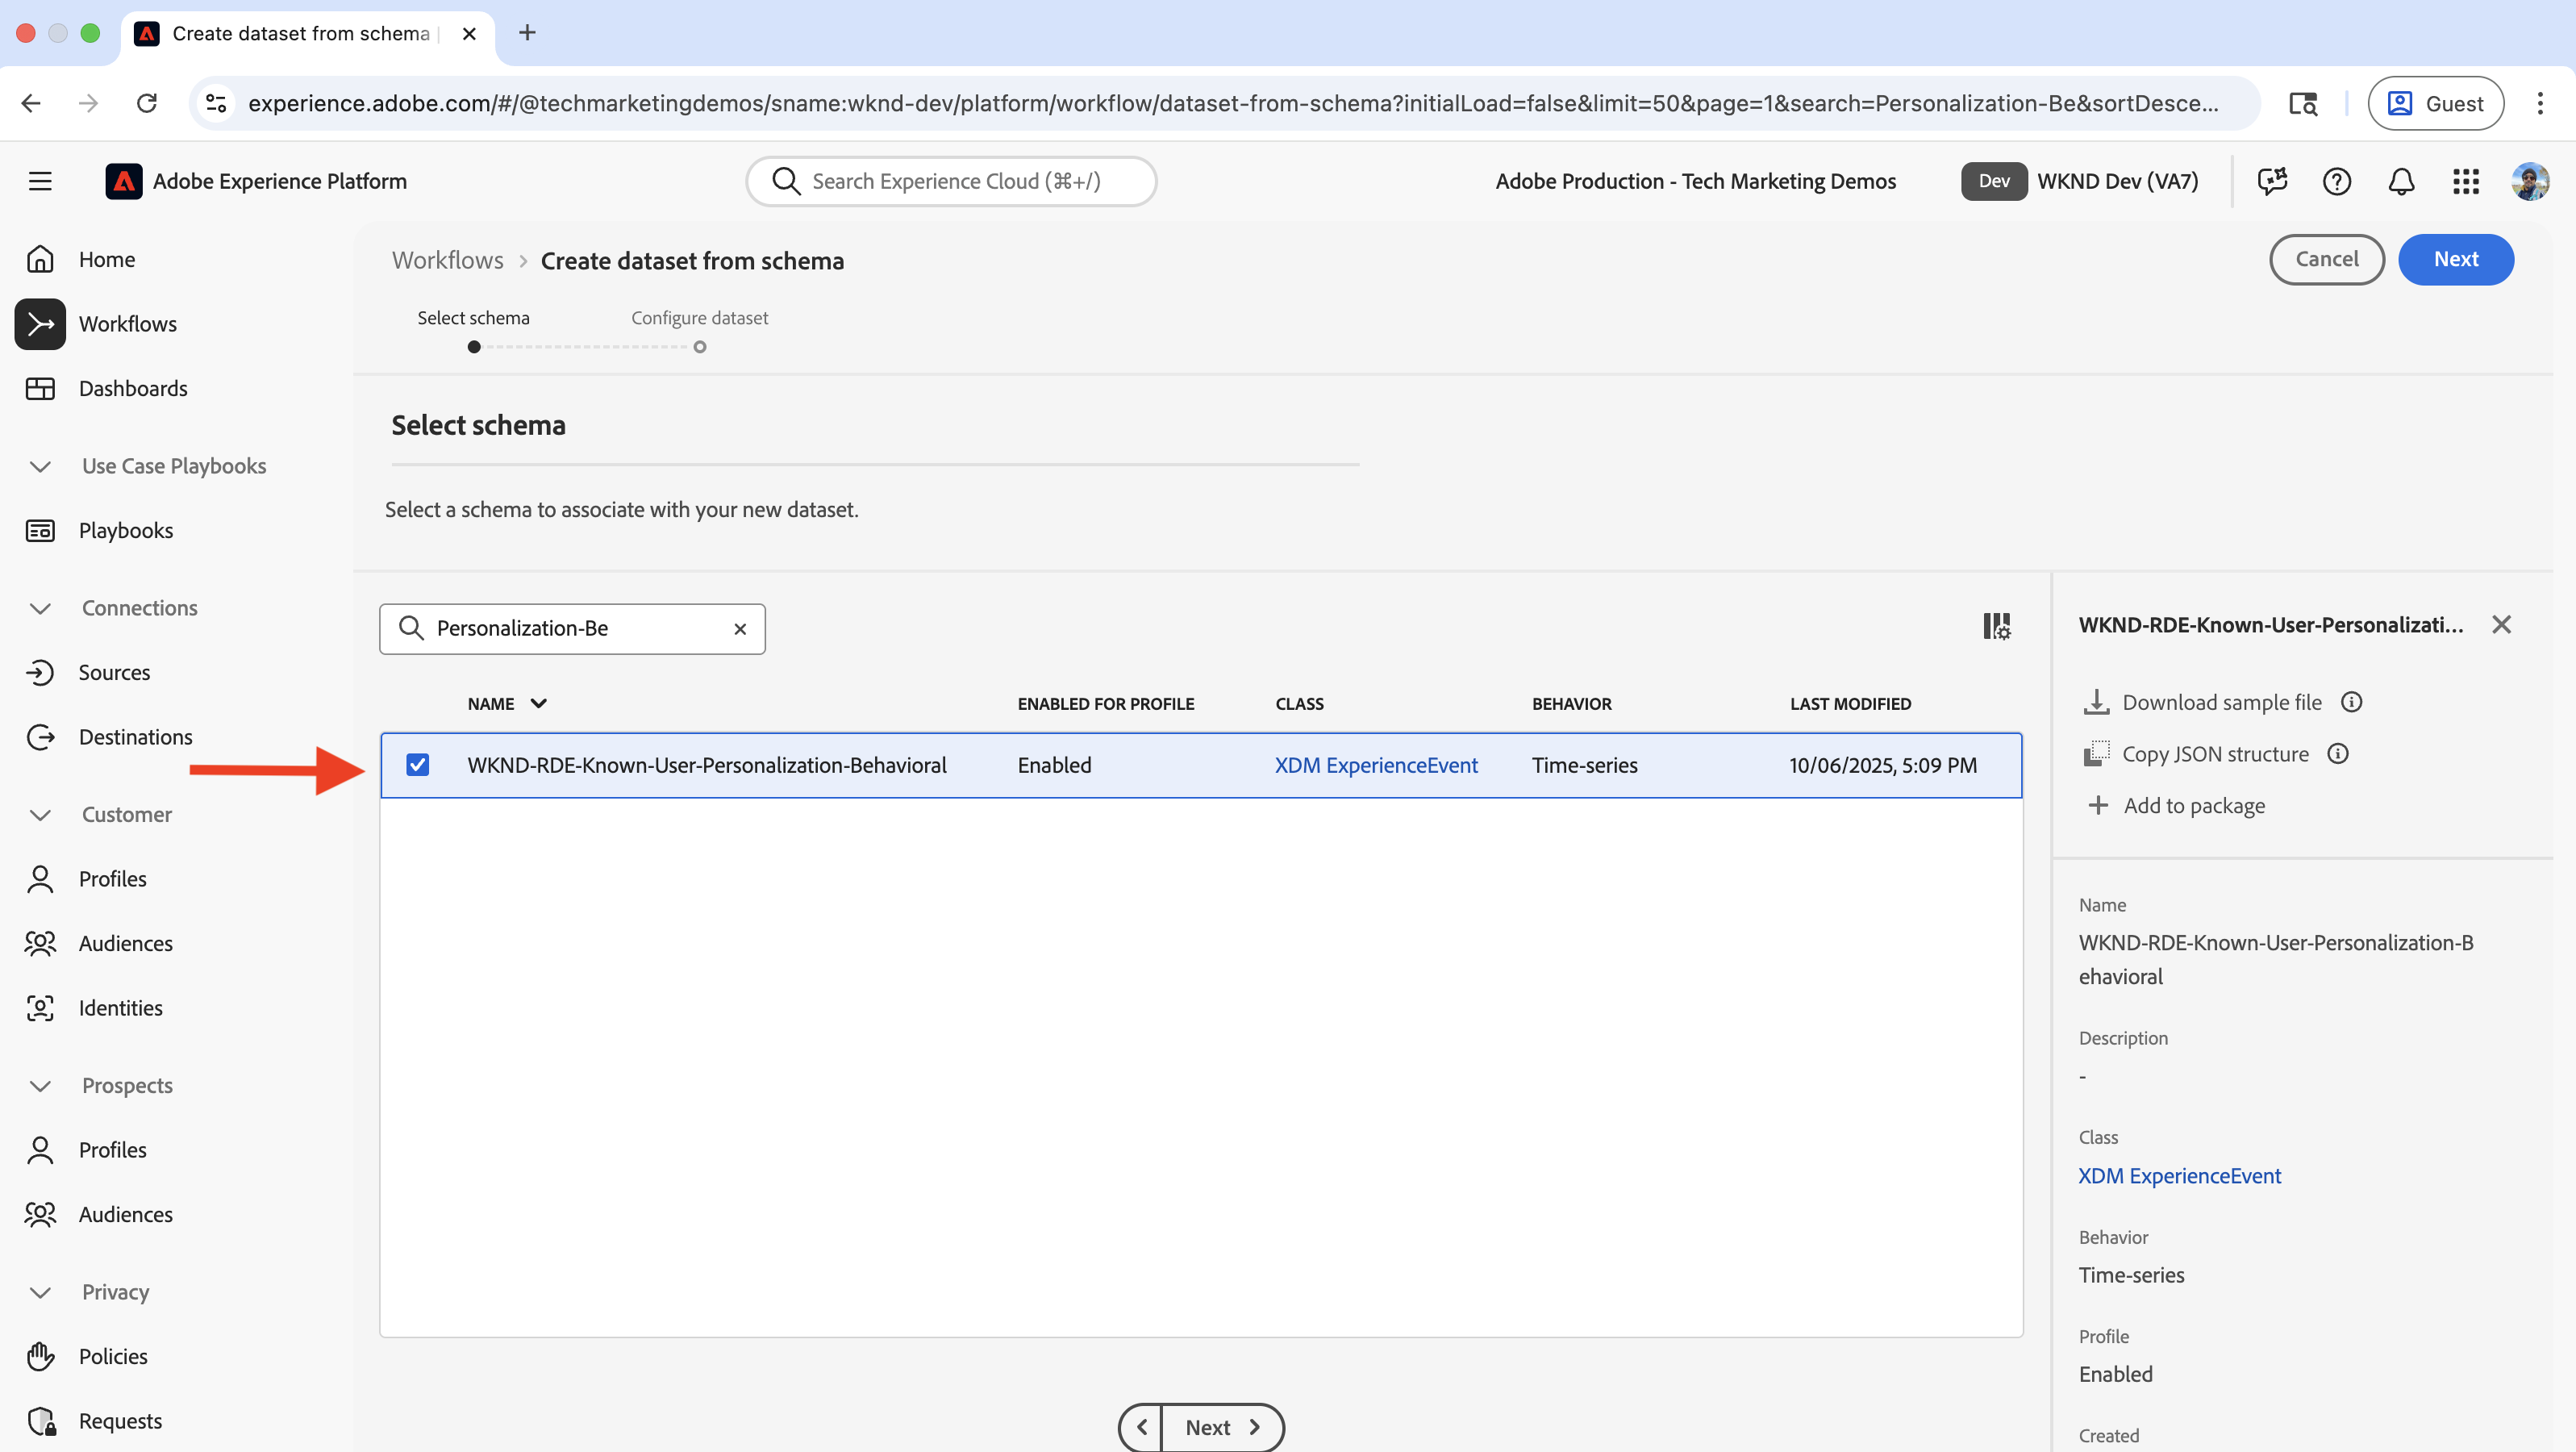 Create dataset from schema
experience.adobe.com/#/@techmarketingdemos/sname:wknd-dev/platform/workflow/dataset-from-schema?initialLoad=false&limit=50&page=1&search=Personalization-Be&sortDesce...
Guest
Adobe Experience Platform
Search Experience Cloud (⌘+/)
Adobe Production - Tech Marketing Demos
Dev
WKND Dev (VA7)
Home
Workflows
Dashboards
Use Case Playbooks
Playbooks
Connections
Sources
Destinations
Customer
Profiles
Audiences
Identities
Prospects
Profiles
Audiences
Privacy
Policies
Requests
Workflows > Create dataset from schema
Cancel
Next
Select schema
Configure dataset
Select schema
Select a schema to associate with your new dataset.
Personalization-Be
NAME ENABLED FOR PROFILE CLASS BEHAVIOR LAST MODIFIED
WKND-RDE-Known-User-Personalization-Behavioral Enabled XDM ExperienceEvent Time-series 10/06/2025, 5:09 PM
Next
WKND-RDE-Known-User-Personalizati...
Download sample file
Copy JSON structure
Add to package
Name
WKND-RDE-Known-User-Personalization-B
ehavioral
Description
-
Class
XDM ExperienceEvent
Behavior
Time-series
Profile
Enabled
Created